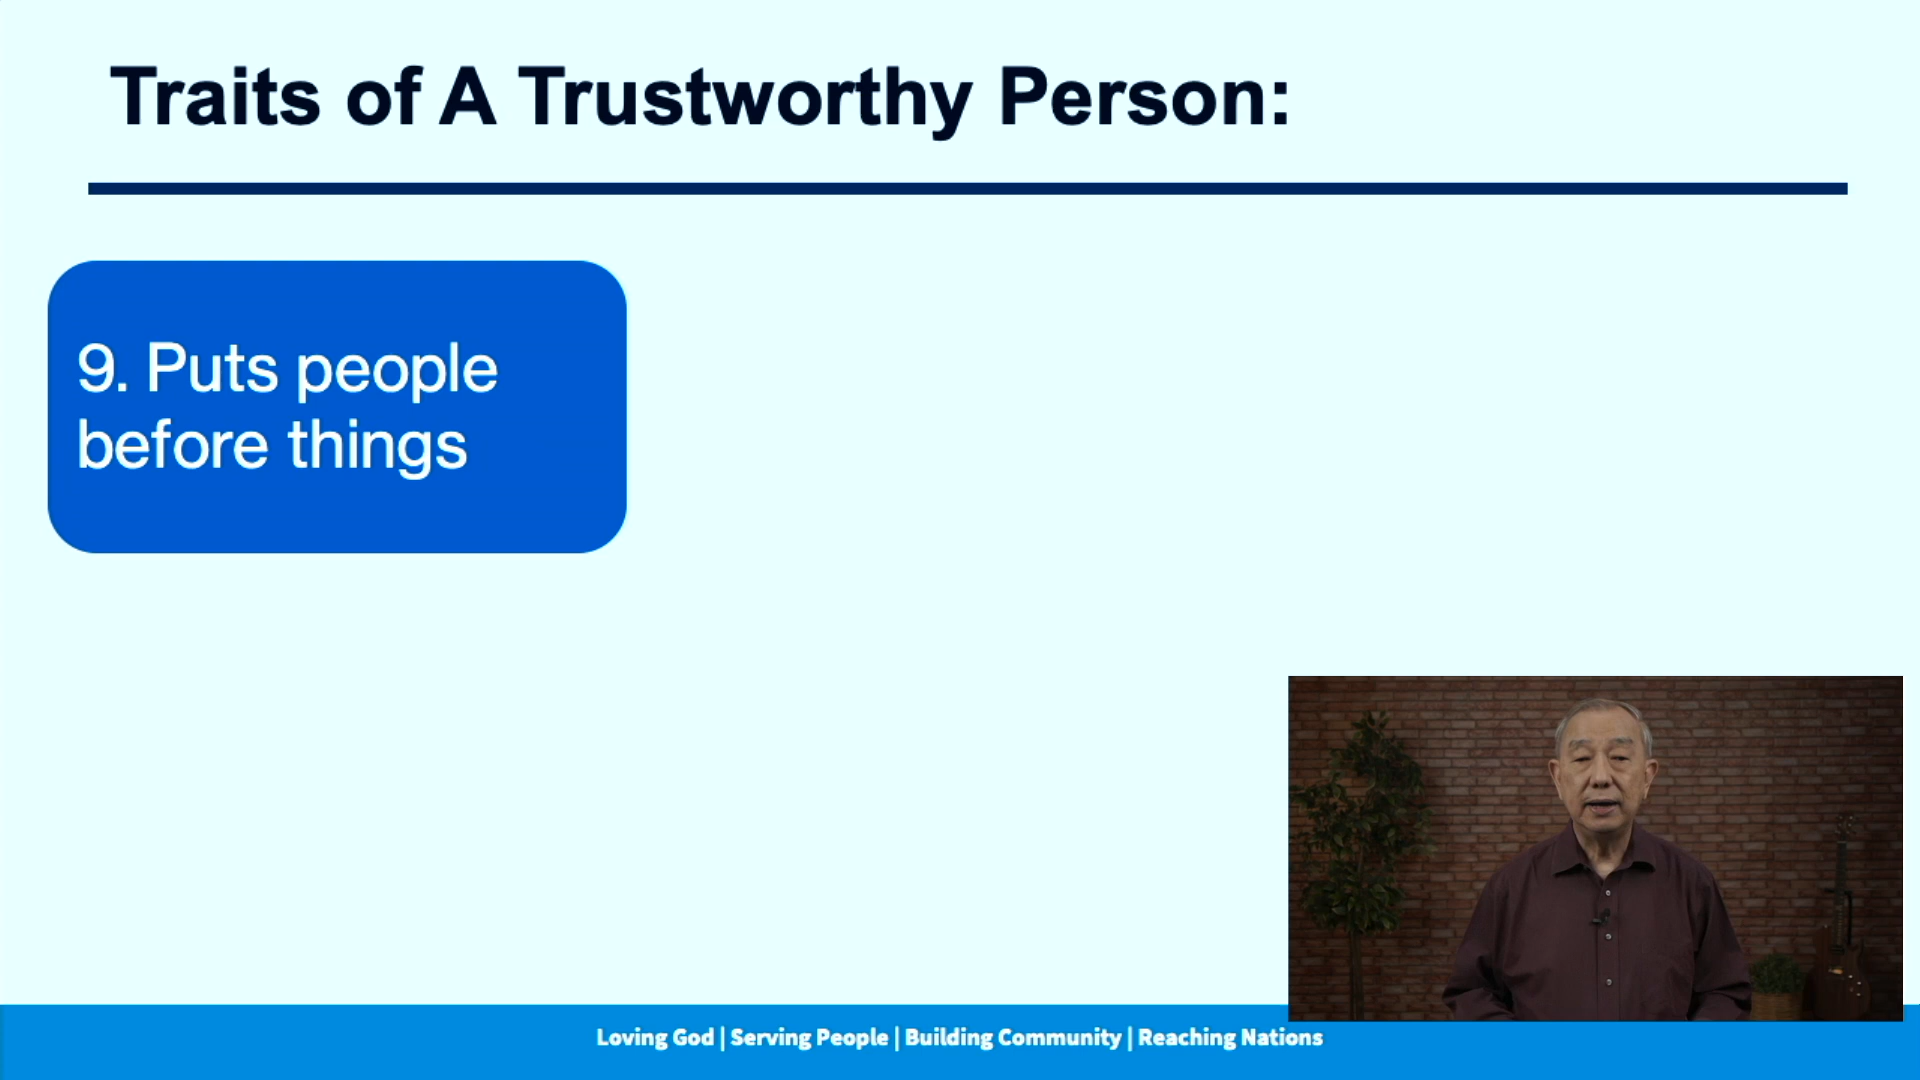 Traits of A Trustworthy Person:
9. Puts people
before things
Loving God | Serving People | Building Community | Reaching Nations